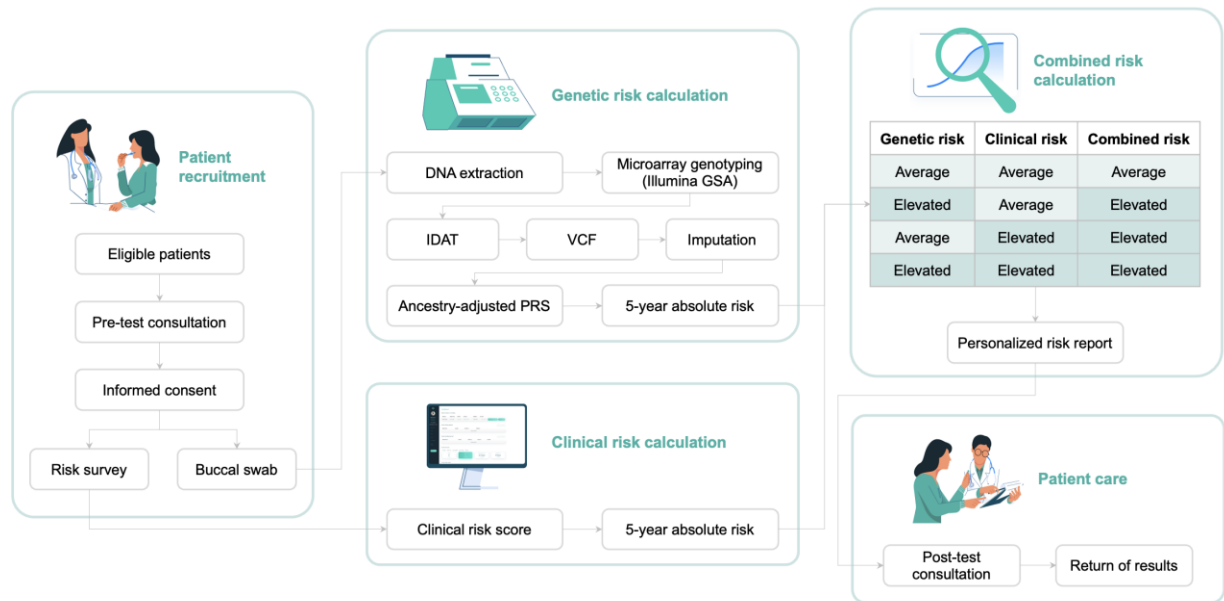 Patient
recruitment
Eligible patients
Pre-test consultation
Informed consent
Risk survey
Buccal swab
Genetic risk calculation
DNA extraction
Microarray genotyping
(Illumina GSA)
IDAT
VCF
Imputation
Ancestry-adjusted PRS
5-year absolute risk
Clinical risk calculation
Clinical risk score
5-year absolute risk
Combined risk
calculation
Genetic risk Clinical risk Combined risk
Average Average Average
Elevated Average Elevated
Average Elevated Elevated
Elevated Elevated Elevated
Personalized risk report
Patient care
Post-test
consultation
Return of results